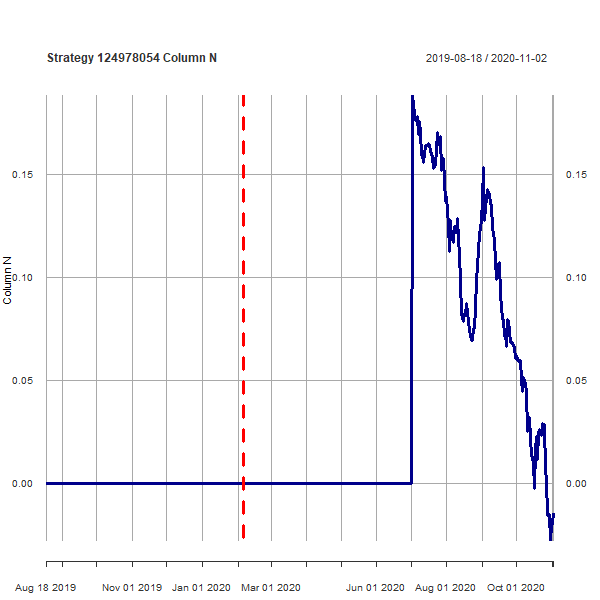 Strategy 124978054 Column N
2019-08-18 / 2020-11-02
Column N
0.15
0.15
0.10
0.10
0.05
0.05
0.00
0.00
Aug 18 2019
Nov 01 2019
Jan 01 2020
Mar 01 2020
Jun 01 2020
Aug 01 2020
Oct 01 2020